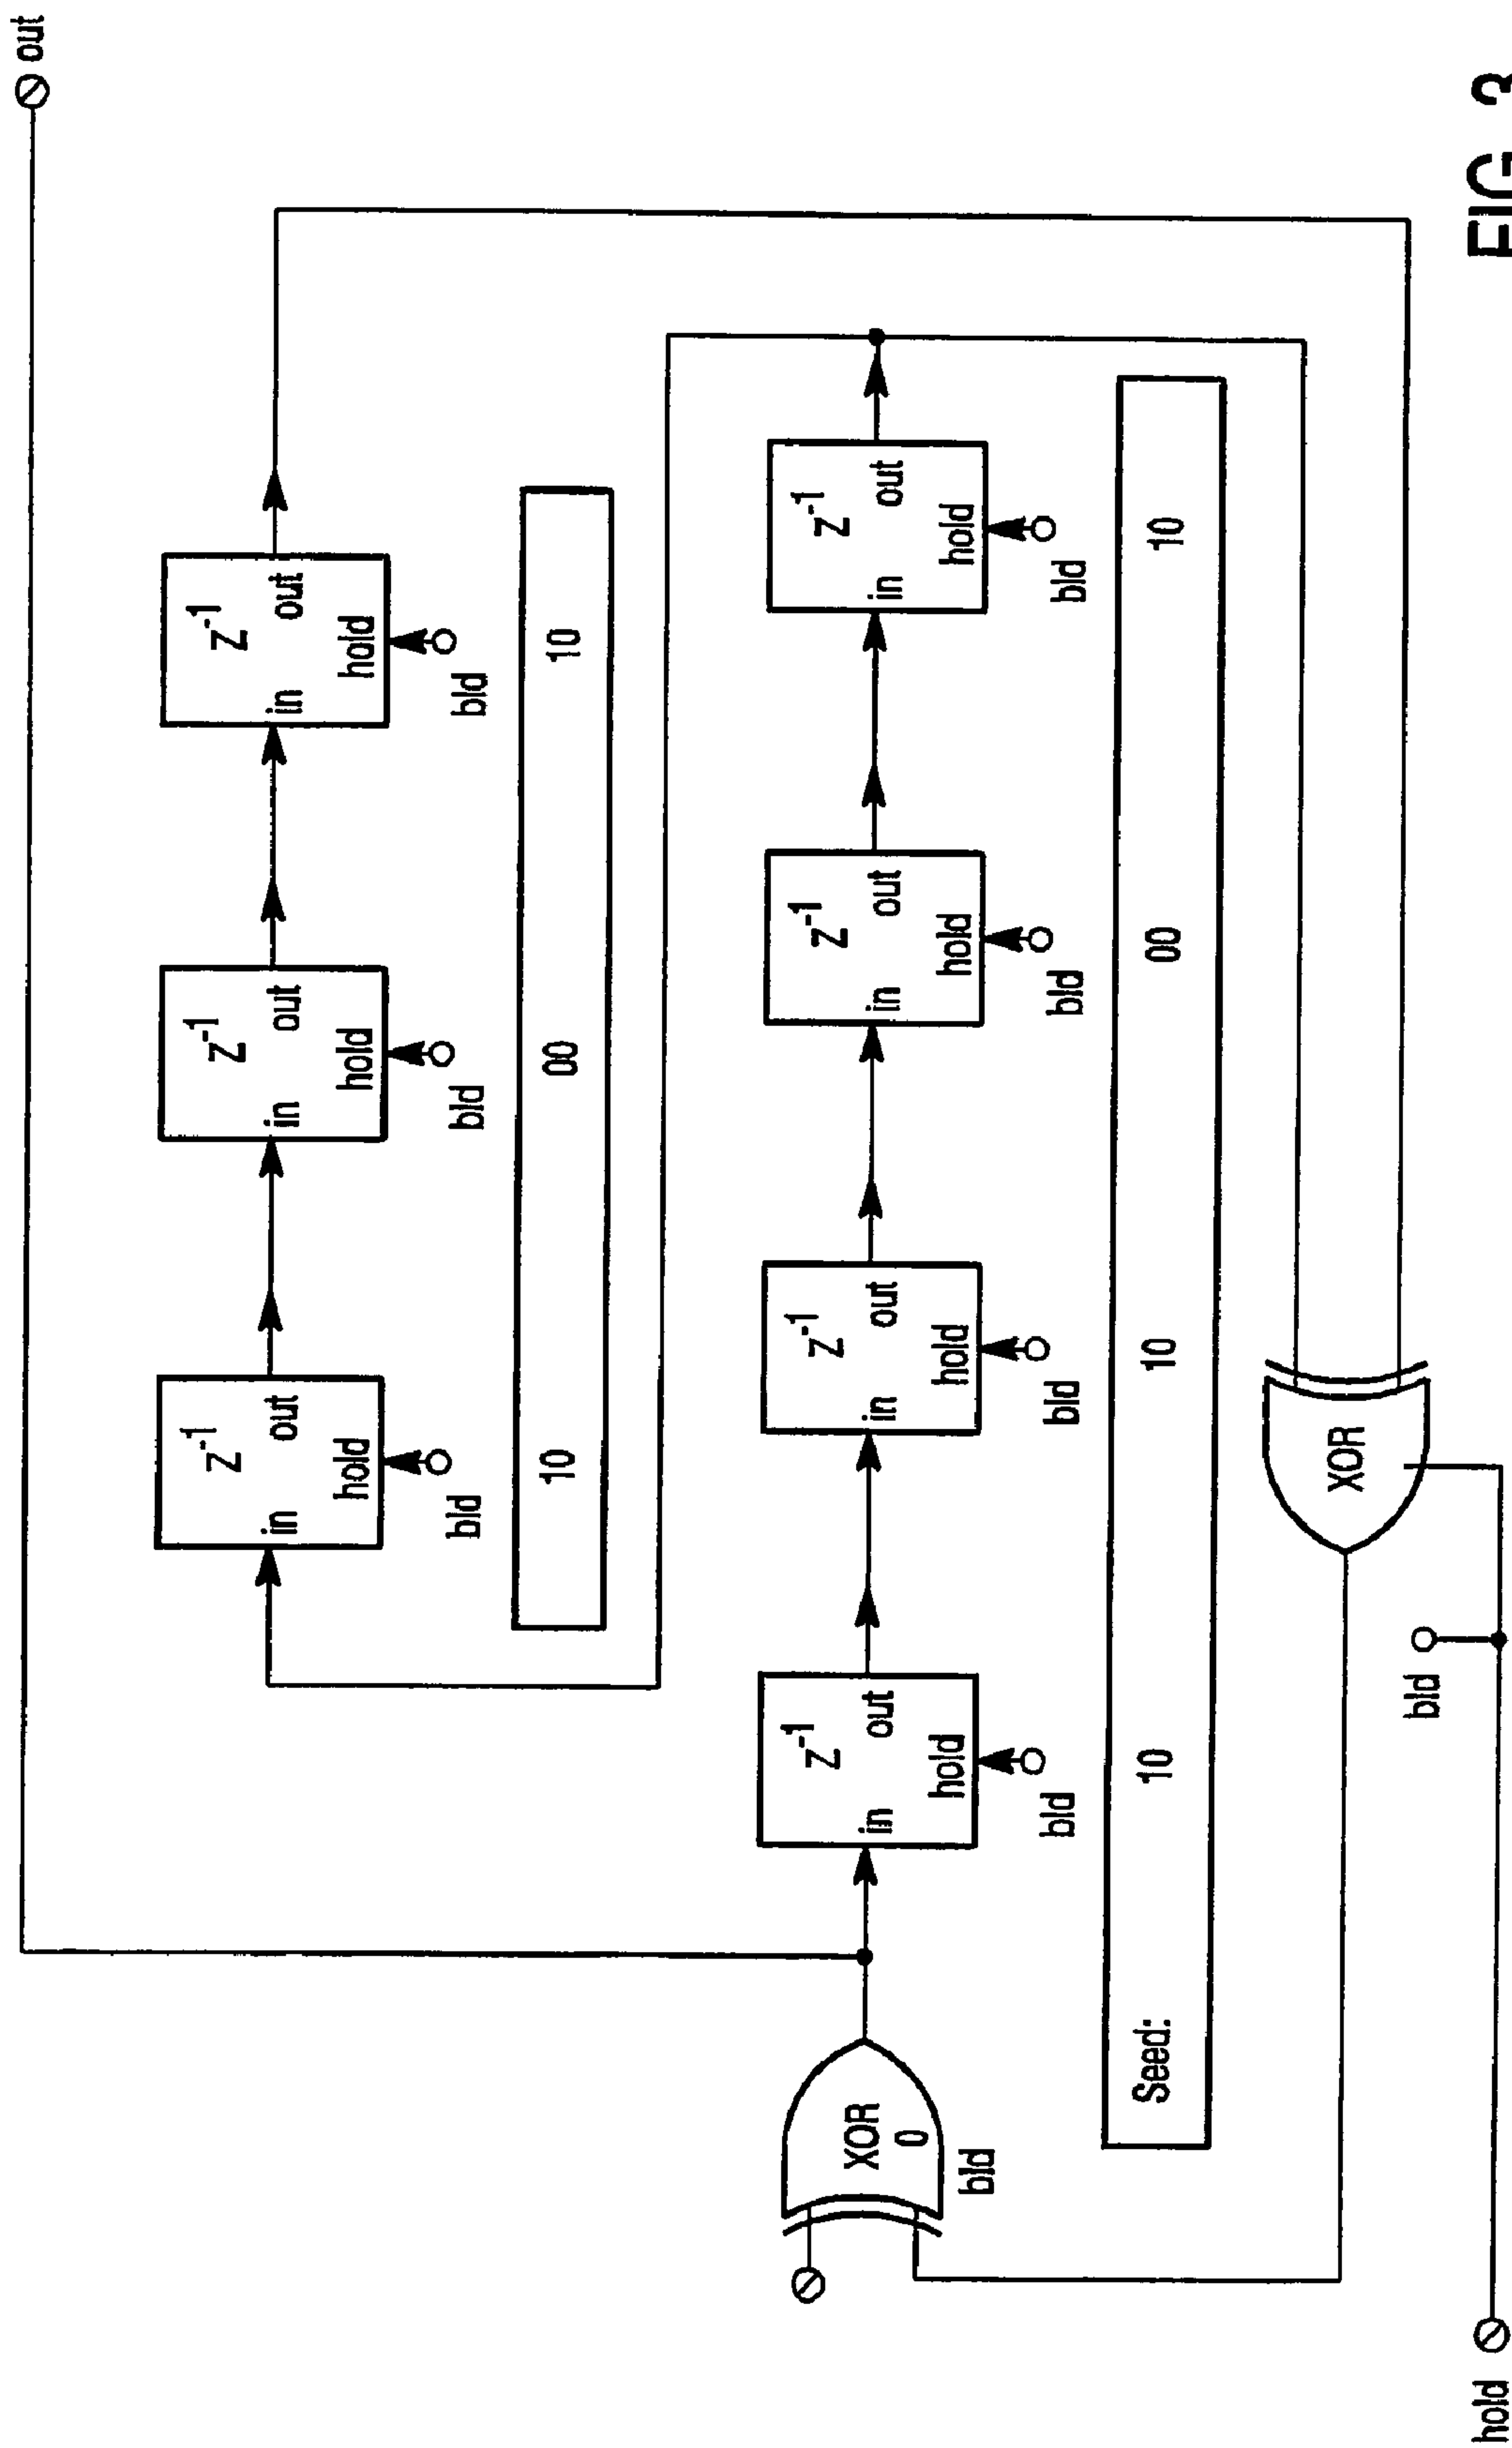 out
z⁻¹ z⁻¹ z⁻¹
in out in out in out
hold hold hold
bld bld bld
10 00 10
z⁻¹ z⁻¹ z⁻¹ z⁻¹
XOR in out in out in out in out
0
hold hold hold hold
bld bld bld bld bld
Seed: 10 10 00 10
XOR
bld
hold
FIG 3